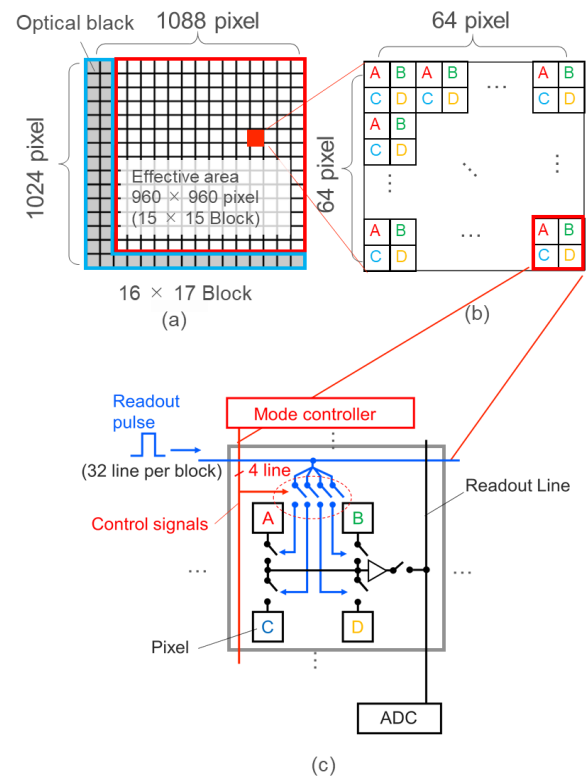 Optical black
1088 pixel
1024 pixel
Effective area
960 × 960 pixel
(15 × 15 Block)
16 × 17 Block
(a)
64 pixel
64 pixel
A B A B ... A B
C D C D C D
A B
C D
⋮ ⋱ ⋮
A B ... A B
C D C D
(b)
Readout
pulse
(32 line per block)
Mode controller
⋮
4 line
Control signals
Readout Line
A B
... ...
C D
Pixel
⋮
ADC
(c)